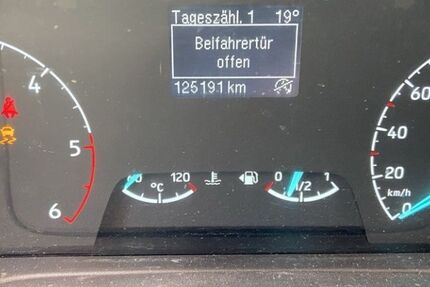 Tageszähl. 1 19°
Beifahrertür
offen
125191 km
4
5
6
60
40
20
km/h
0
60 120
°C
0 1/2 1